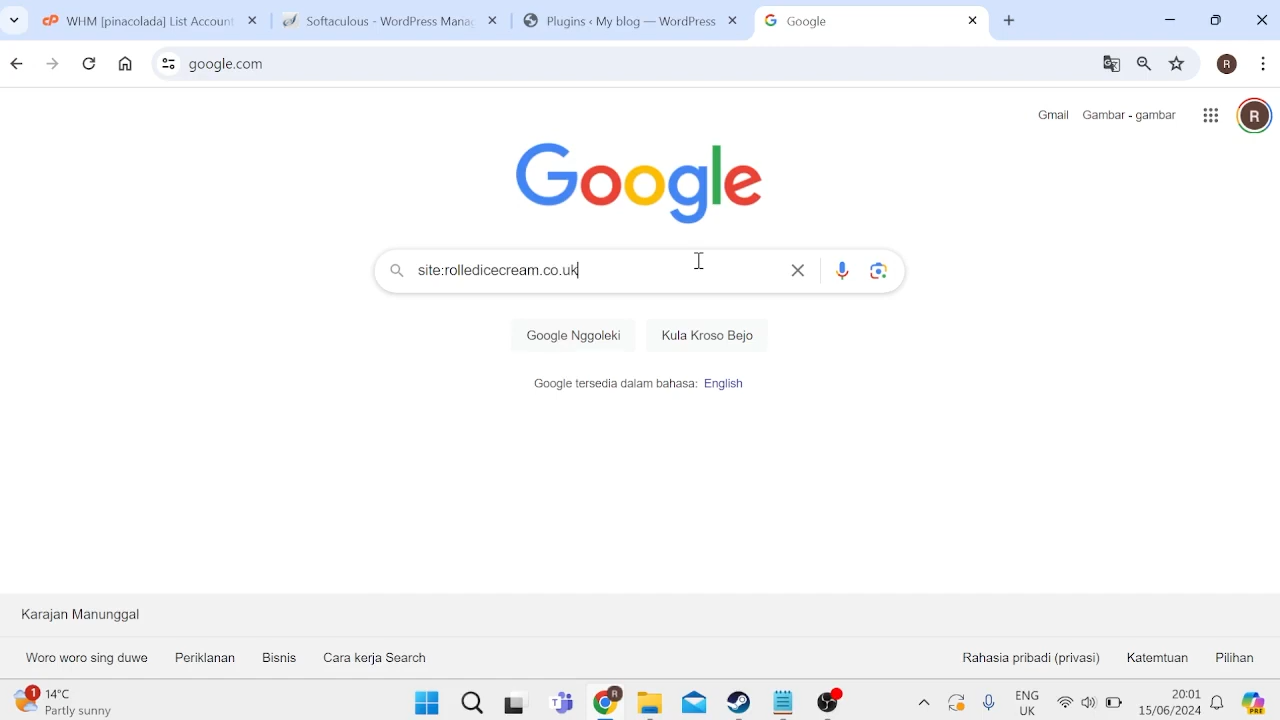 WHM [pinacolada] List Account
Softaculous - WordPress Manag
Plugins ‹ My blog — WordPress
Google
google.com
R
Gmail
Gambar - gambar
R
Google
site:rolledicecream.co.uk
Google Nggoleki
Kula Kroso Bejo
Google tersedia dalam bahasa: English
Karajan Manunggal
Woro woro sing duwe
Periklanan
Bisnis
Cara kerja Search
Rahasia pribadi (privasi)
Katemtuan
Pilihan
1
14°C
Partly sunny
R
ENG
UK
20:01
15/06/2024
PRE